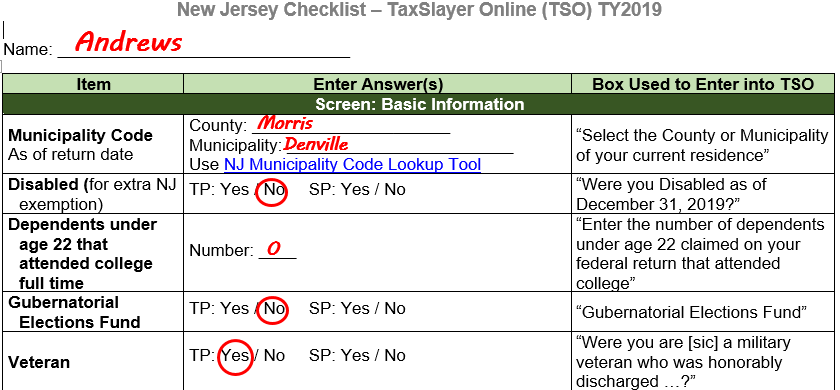 New Jersey Checklist – TaxSlayer Online (TSO) TY2019
Name: Andrews
Item Enter Answer(s) Box Used to Enter into TSO
Screen: Basic Information
Municipality Code
As of return date
County: Morris
Municipality: Denville
Use NJ Municipality Code Lookup Tool
“Select the County or Municipality
of your current residence”
Disabled (for extra NJ
exemption)
TP: Yes / No SP: Yes / No
“Were you Disabled as of
December 31, 2019?”
Dependents under
age 22 that
attended college
full time
Number: 0
“Enter the number of dependents
under age 22 claimed on your
federal return that attended
college”
Gubernatorial
Elections Fund
TP: Yes / No SP: Yes / No
“Gubernatorial Elections Fund”
Veteran
TP: Yes / No SP: Yes / No
“Were you are [sic] a military
veteran who was honorably
discharged …?”